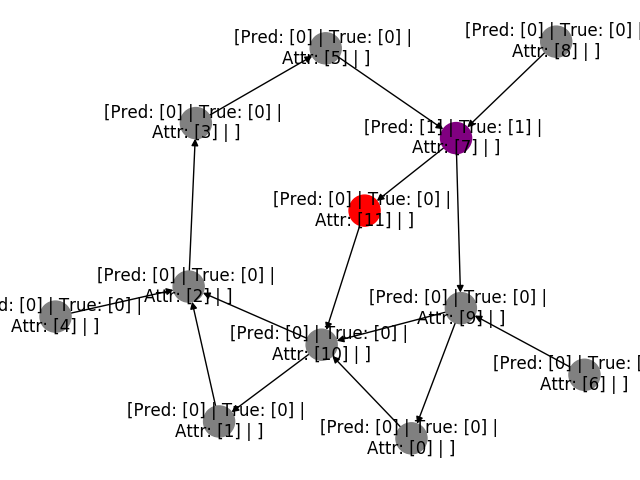 [Pred: [0] | True: [0] |
Attr: [8] | ]
[Pred: [0] | True: [0] |
Attr: [5] | ]
[Pred: [0] | True: [0] |
Attr: [3] | ]
[Pred: [1] | True: [1] |
Attr: [7] | ]
[Pred: [0] | True: [0] |
Attr: [11] | ]
[Pred: [0] | True: [0] |
Attr: [2] | ]
d: [0] | True: [0] |
Attr: [4] | ]
[Pred: [0] | True: [0] |
Attr: [9] | ]
[Pred: [0] | True: [0] |
Attr: [10] | ]
[Pred: [0] | True: [0] |
Attr: [6] | ]
[Pred: [0] | True: [0] |
Attr: [1] | ]
[Pred: [0] | True: [0] |
Attr: [0] | ]